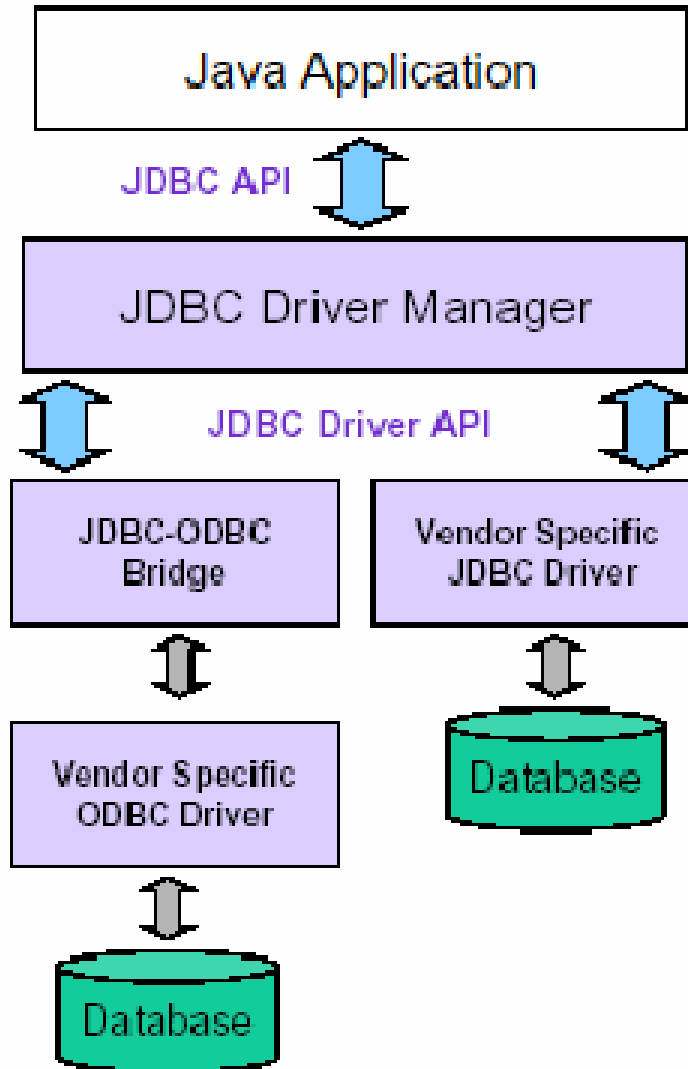 Java Application
JDBC API
JDBC Driver Manager
JDBC Driver API
JDBC-ODBC
Bridge
Vendor Specific
JDBC Driver
Vendor Specific
ODBC Driver
Database
Database